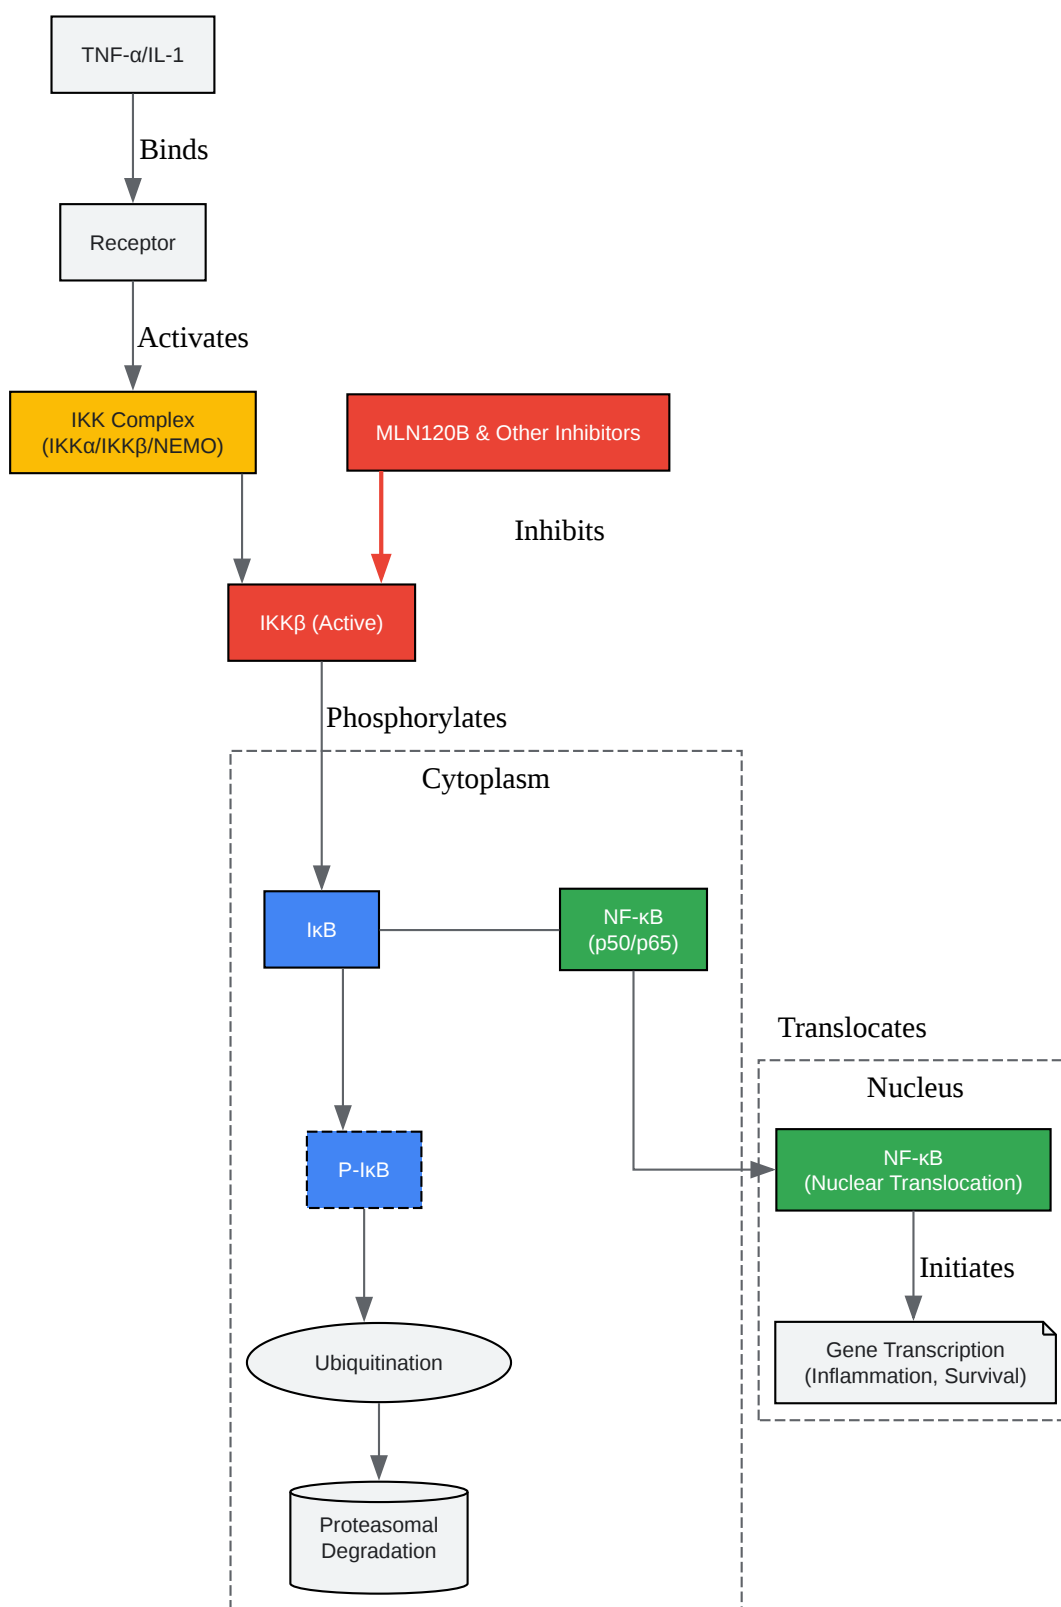 TNF-α/IL-1
Binds
Receptor
Activates
IKK Complex
(IKKα/IKKβ/NEMO)
MLN120B & Other Inhibitors
Inhibits
IKKβ (Active)
Phosphorylates
Cytoplasm
IκB
NF-κB
(p50/p65)
Translocates
Nucleus
P-IκB
NF-κB
(Nuclear Translocation)
Initiates
Ubiquitination
Gene Transcription
(Inflammation, Survival)
Proteasomal
Degradation